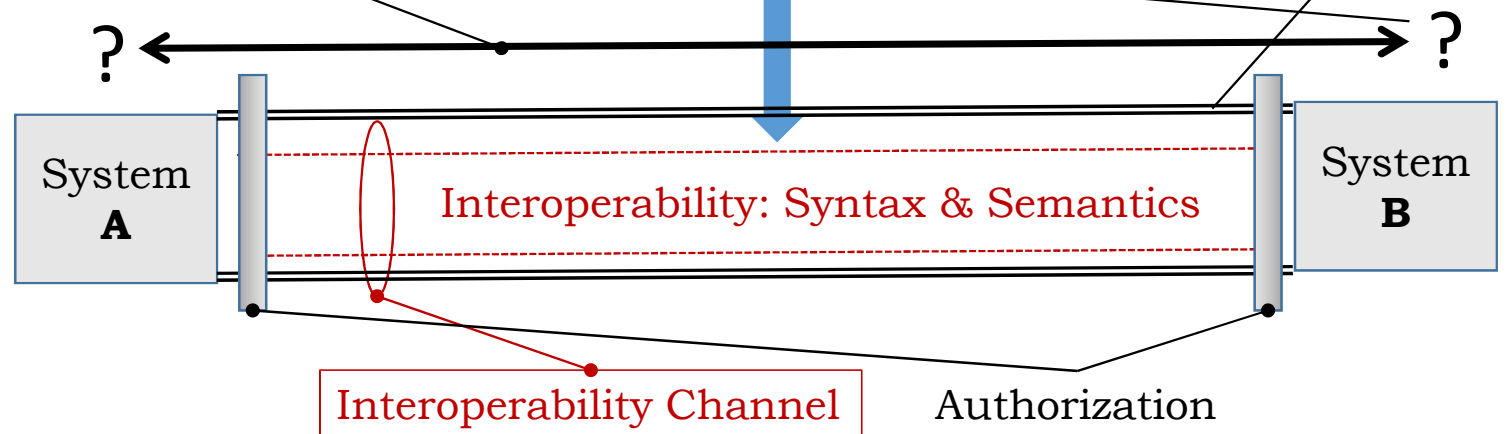 ? ?
System
A
Interoperability: Syntax & Semantics
System
B
Interoperability Channel
Authorization